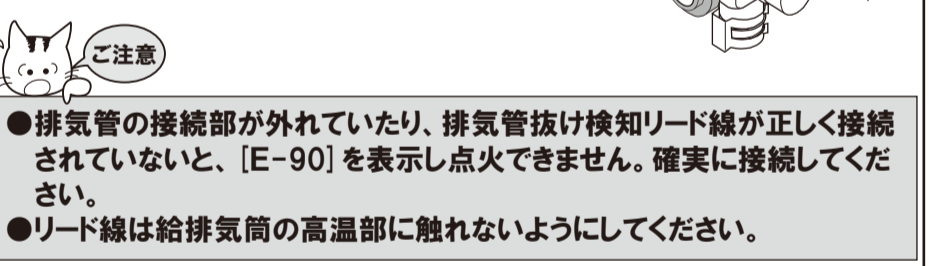 ご注意
●排気管の接続部が外れていたり、排気管抜け検知リード線が正しく接続
されていないと、[E-90]を表示し点火できません。確実に接続してくだ
さい。
●リード線は給排気筒の高温部に触れないようにしてください。